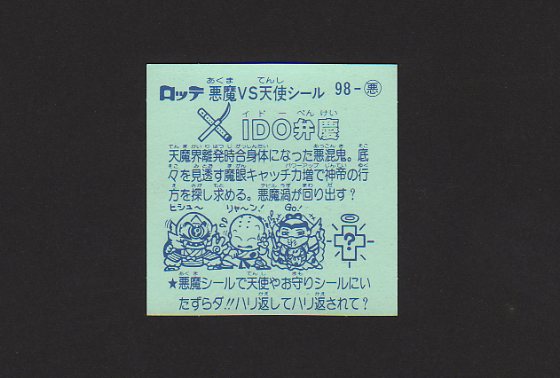 ロッテ 悪魔VS天使シール 98-悪
IDO弁慶
天魔界離発時合身体になった悪混鬼。底
々を見透す魔眼キャッチ力増で神帝の行
方を探し求める。悪魔渦が回り出す?
ヒシュ〜 リャ〜ン! Go!
?
★悪魔シールで天使やお守りシールにい
たずらダ!!ハリ返してハリ返されて?